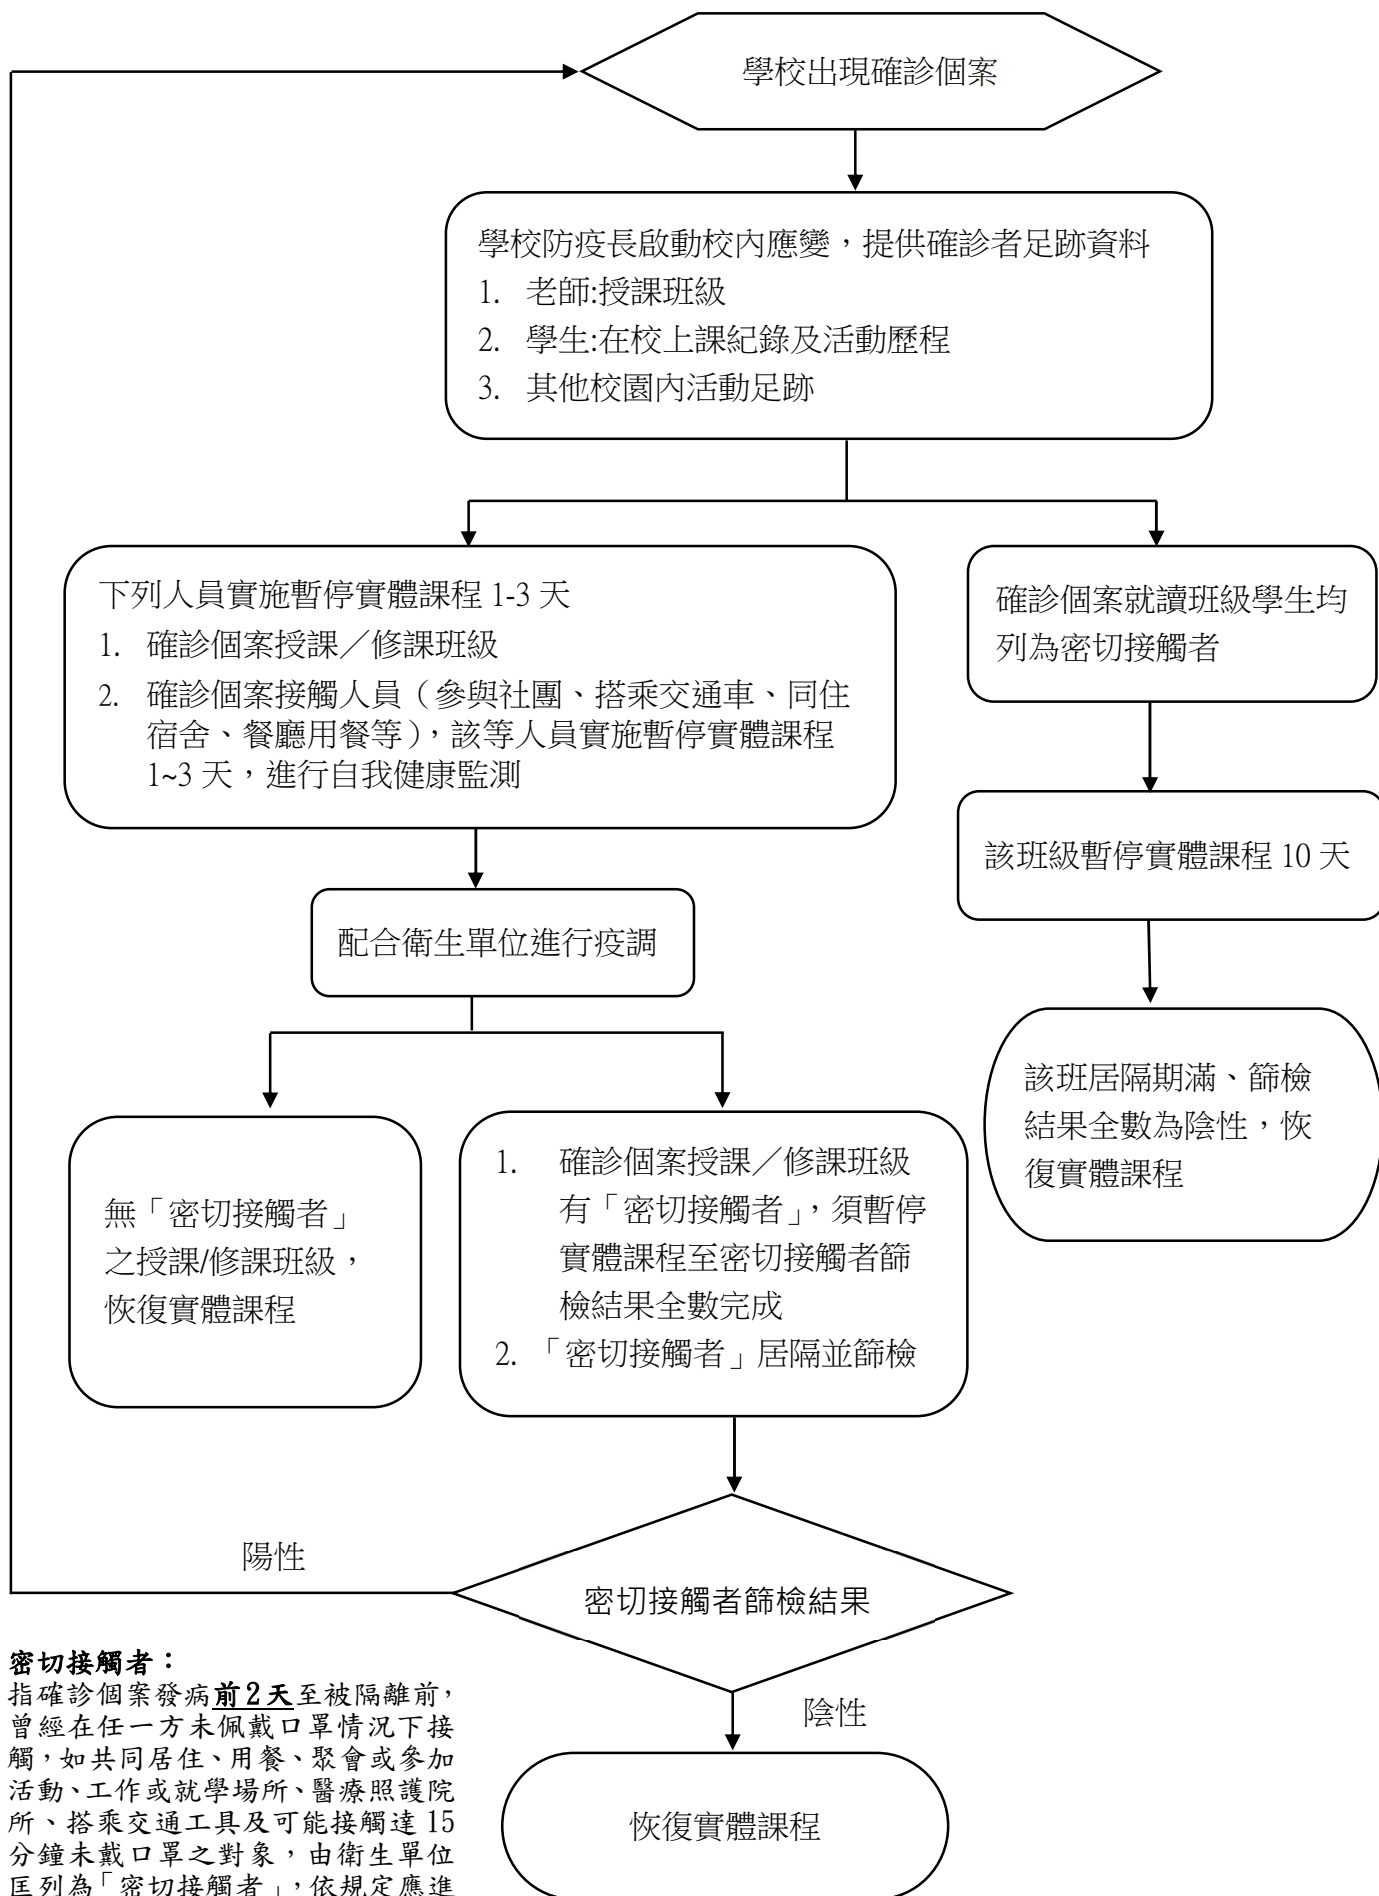 學校出現確診個案
學校防疫長啟動校內應變，提供確診者足跡資料
1. 老師:授課班級
2. 學生:在校上課紀錄及活動歷程
3. 其他校園內活動足跡
下列人員實施暫停實體課程 1-3 天
1. 確診個案授課／修課班級
2. 確診個案接觸人員（參與社團、搭乘交通車、同住
宿舍、餐廳用餐等），該等人員實施暫停實體課程
1~3 天，進行自我健康監測
確診個案就讀班級學生均
列為密切接觸者
該班級暫停實體課程 10 天
配合衛生單位進行疫調
該班居隔期滿、篩檢
結果全數為陰性，恢
復實體課程
無「密切接觸者」
之授課/修課班級，
恢復實體課程
1. 確診個案授課／修課班級
有「密切接觸者」，須暫停
實體課程至密切接觸者篩
檢結果全數完成
2. 「密切接觸者」居隔並篩檢
陽性
密切接觸者篩檢結果
陰性
恢復實體課程
密切接觸者：
指確診個案發病前2天至被隔離前，
曾經在任一方未佩戴口罩情況下接
觸，如共同居住、用餐、聚會或參加
活動、工作或就學場所、醫療照護院
所、搭乘交通工具及可能接觸達 15
分鐘未戴口罩之對象，由衛生單位
匡列為「密切接觸者」，依規定應進